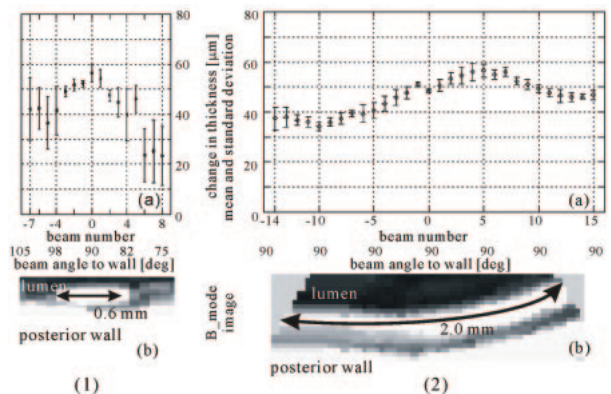 80
60
40
20
0
(a)
-7 -4 0 4 8
beam number
105 98 90 82 75
beam angle to wall [deg]
lumen
0.6 mm
posterior wall
(b)
(1)
change in thickness [μm]
mean and standard deviation
80
60
40
20
0
(a)
-14 -10 -5 0 5 10 15
beam number
90 90 90 90 90 90 90
beam angle to wall [deg]
B_mode
image
lumen
2.0 mm
posterior wall
(b)
(2)